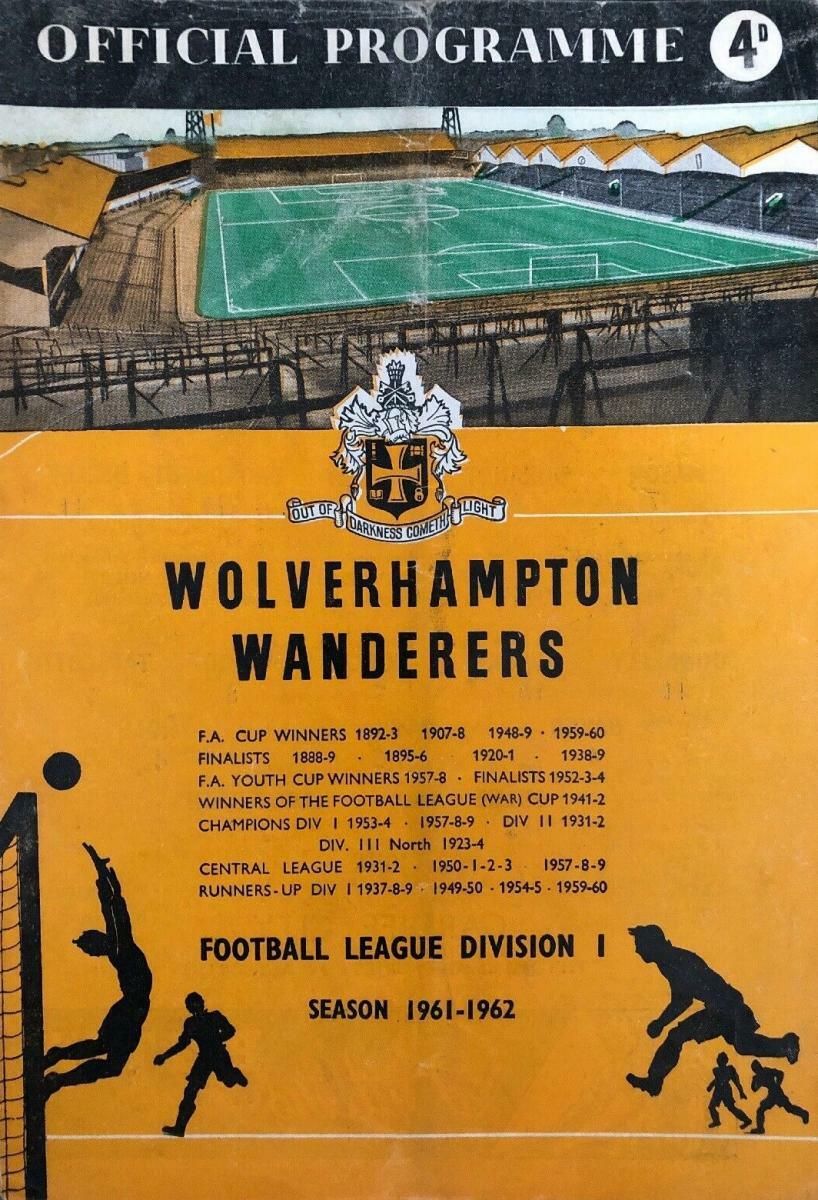 OFFICIAL PROGRAMME 4D
OUT OF DARKNESS COMETH LIGHT
WOLVERHAMPTON
WANDERERS
F.A. CUP WINNERS 1892-3 1907-8 1948-9 · 1959-60
FINALISTS 1888-9 · 1895-6 · 1920-1 · 1938-9
F.A. YOUTH CUP WINNERS 1957-8 · FINALISTS 1952-3-4
WINNERS OF THE FOOTBALL LEAGUE (WAR) CUP 1941-2
CHAMPIONS DIV I 1953-4 · 1957-8-9 · DIV II 1931-2
DIV. III North 1923-4
CENTRAL LEAGUE 1931-2 · 1950-1-2-3 · 1957-8-9
RUNNERS-UP DIV I 1937-8-9 · 1949-50 · 1954-5 · 1959-60
FOOTBALL LEAGUE DIVISION I
SEASON 1961-1962